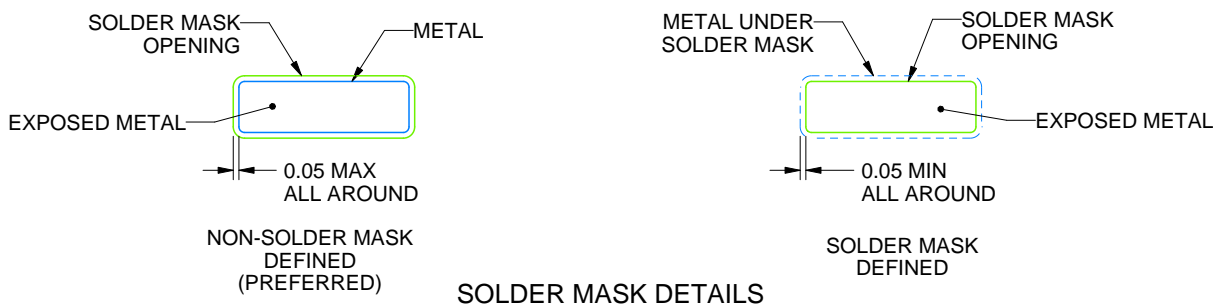 SOLDER MASK
OPENING
METAL
EXPOSED METAL
0.05 MAX
ALL AROUND
NON-SOLDER MASK
DEFINED
(PREFERRED)
METAL UNDER
SOLDER MASK
SOLDER MASK
OPENING
EXPOSED METAL
0.05 MIN
ALL AROUND
SOLDER MASK
DEFINED
SOLDER MASK DETAILS